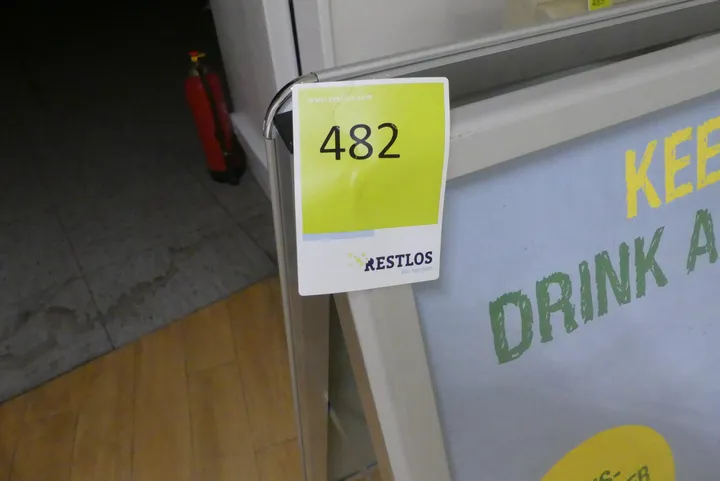 482
RESTLOS
KEE
DRINK A